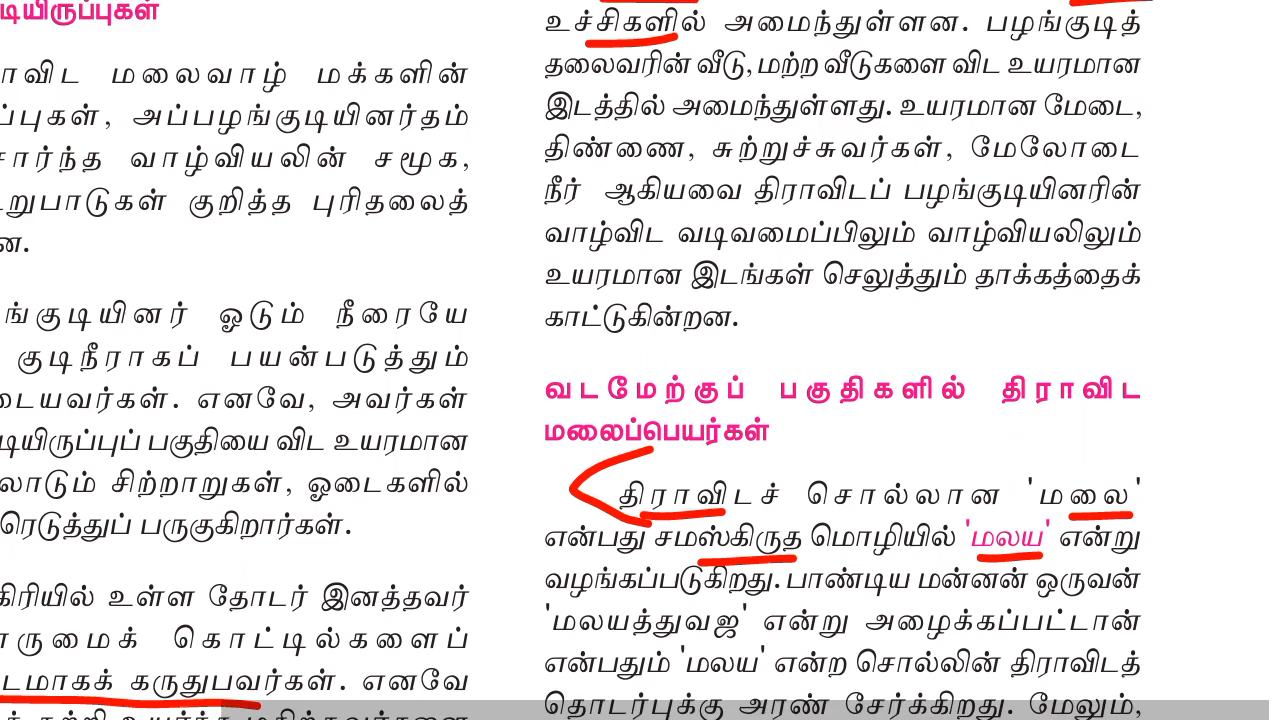 டியிருப்புகள்
ாவிட மலைவாழ் மக்களின்
ப்புகள், அப்பழங்குடியினர்தம்
சார்ந்த வாழ்வியலின் சமூக,
டறுபாடுகள் குறித்த புரிதலைத்
ன.
ங்குடியினர் ஓடும் நீரையே
குடிநீராகப் பயன்படுத்தும்
டையவர்கள். எனவே, அவர்கள்
டியிருப்புப் பகுதியை விட உயரமான
லாடும் சிற்றாறுகள், ஓடைகளில்
ரெடுத்துப் பருகுகிறார்கள்.
கிரியில் உள்ள தோடர் இனத்தவர்
ருமைக் கொட்டில்களைப்
டமாகக் கருதுபவர்கள். எனவே
உச்சிகளில் அமைந்துள்ளன. பழங்குடித்
தலைவரின் வீடு, மற்ற வீடுகளை விட உயரமான
இடத்தில் அமைந்துள்ளது. உயரமான மேடை,
திண்ணை, சுற்றுச்சுவர்கள், மேலோடை
நீர் ஆகியவை திராவிடப் பழங்குடியினரின்
வாழ்விட வடிவமைப்பிலும் வாழ்வியலிலும்
உயரமான இடங்கள் செலுத்தும் தாக்கத்தைக்
காட்டுகின்றன.
வடமேற்குப் பகுதிகளில் திராவிட
மலைப்பெயர்கள்
திராவிடச் சொல்லான 'மலை'
என்பது சமஸ்கிருத மொழியில் 'மலய' என்று
வழங்கப்படுகிறது. பாண்டிய மன்னன் ஒருவன்
'மலயத்துவஜ' என்று அழைக்கப்பட்டான்
என்பதும் 'மலய' என்ற சொல்லின் திராவிடத்
தொடர்புக்கு அரண் சேர்க்கிறது. மேலும்,